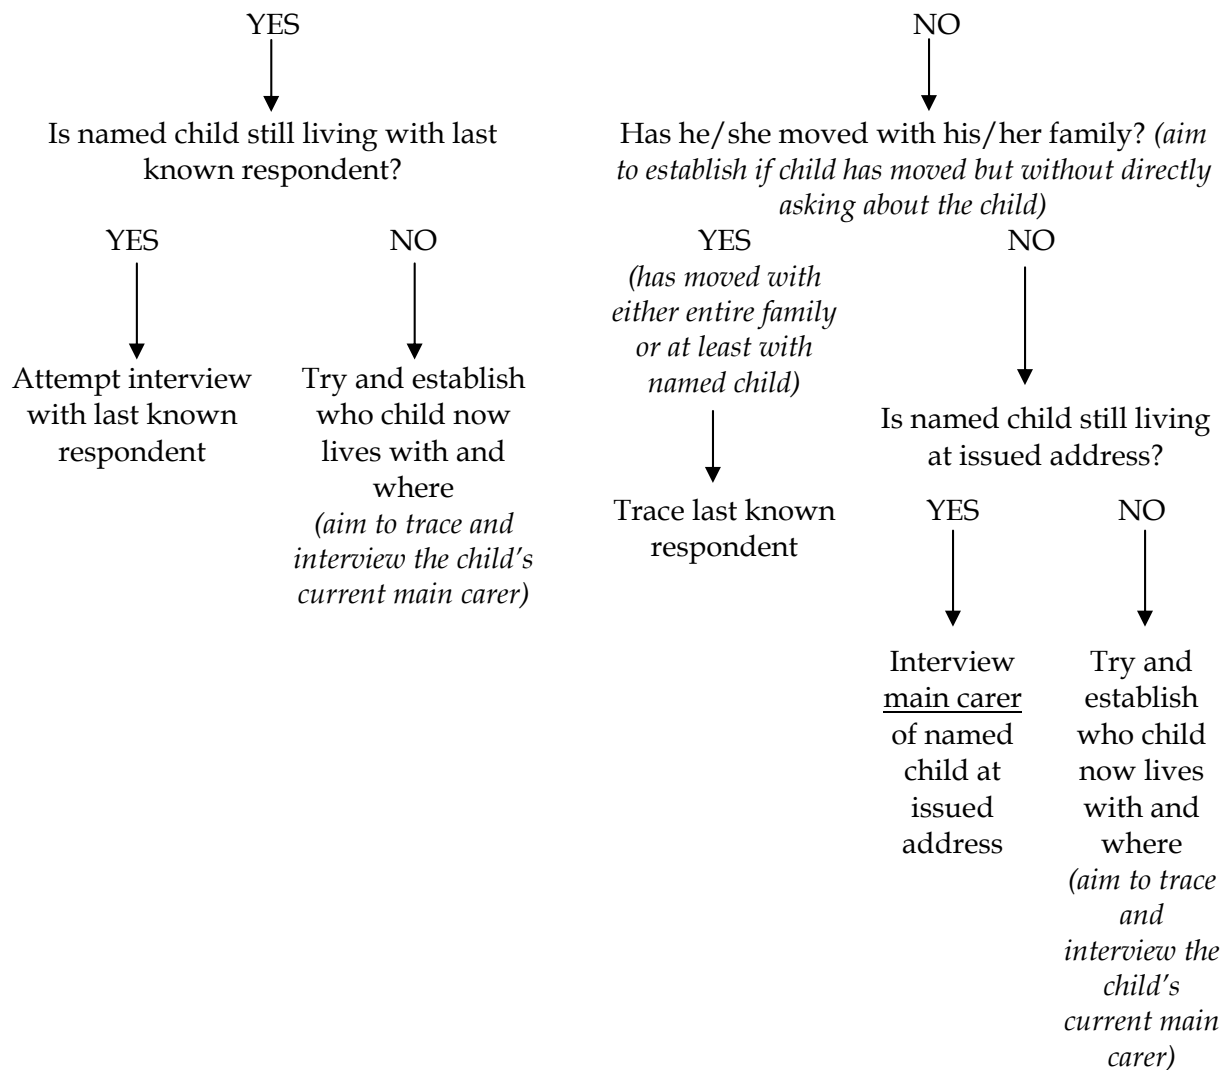 YES
NO
Is named child still living with last
known respondent?
Has he/she moved with his/her family? (aim
to establish if child has moved but without directly
asking about the child)
YES
NO
Attempt interview
with last known
respondent
Try and establish
who child now
lives with and
where
(aim to trace and
interview the child's
current main carer)
YES
(has moved with
either entire family
or at least with
named child)
NO
Trace last known
respondent
Is named child still living
at issued address?
YES
NO
Interview
main carer
of named
child at
issued
address
Try and
establish
who child
now lives
with and
where
(aim to trace
and
interview the
child's
current main
carer)